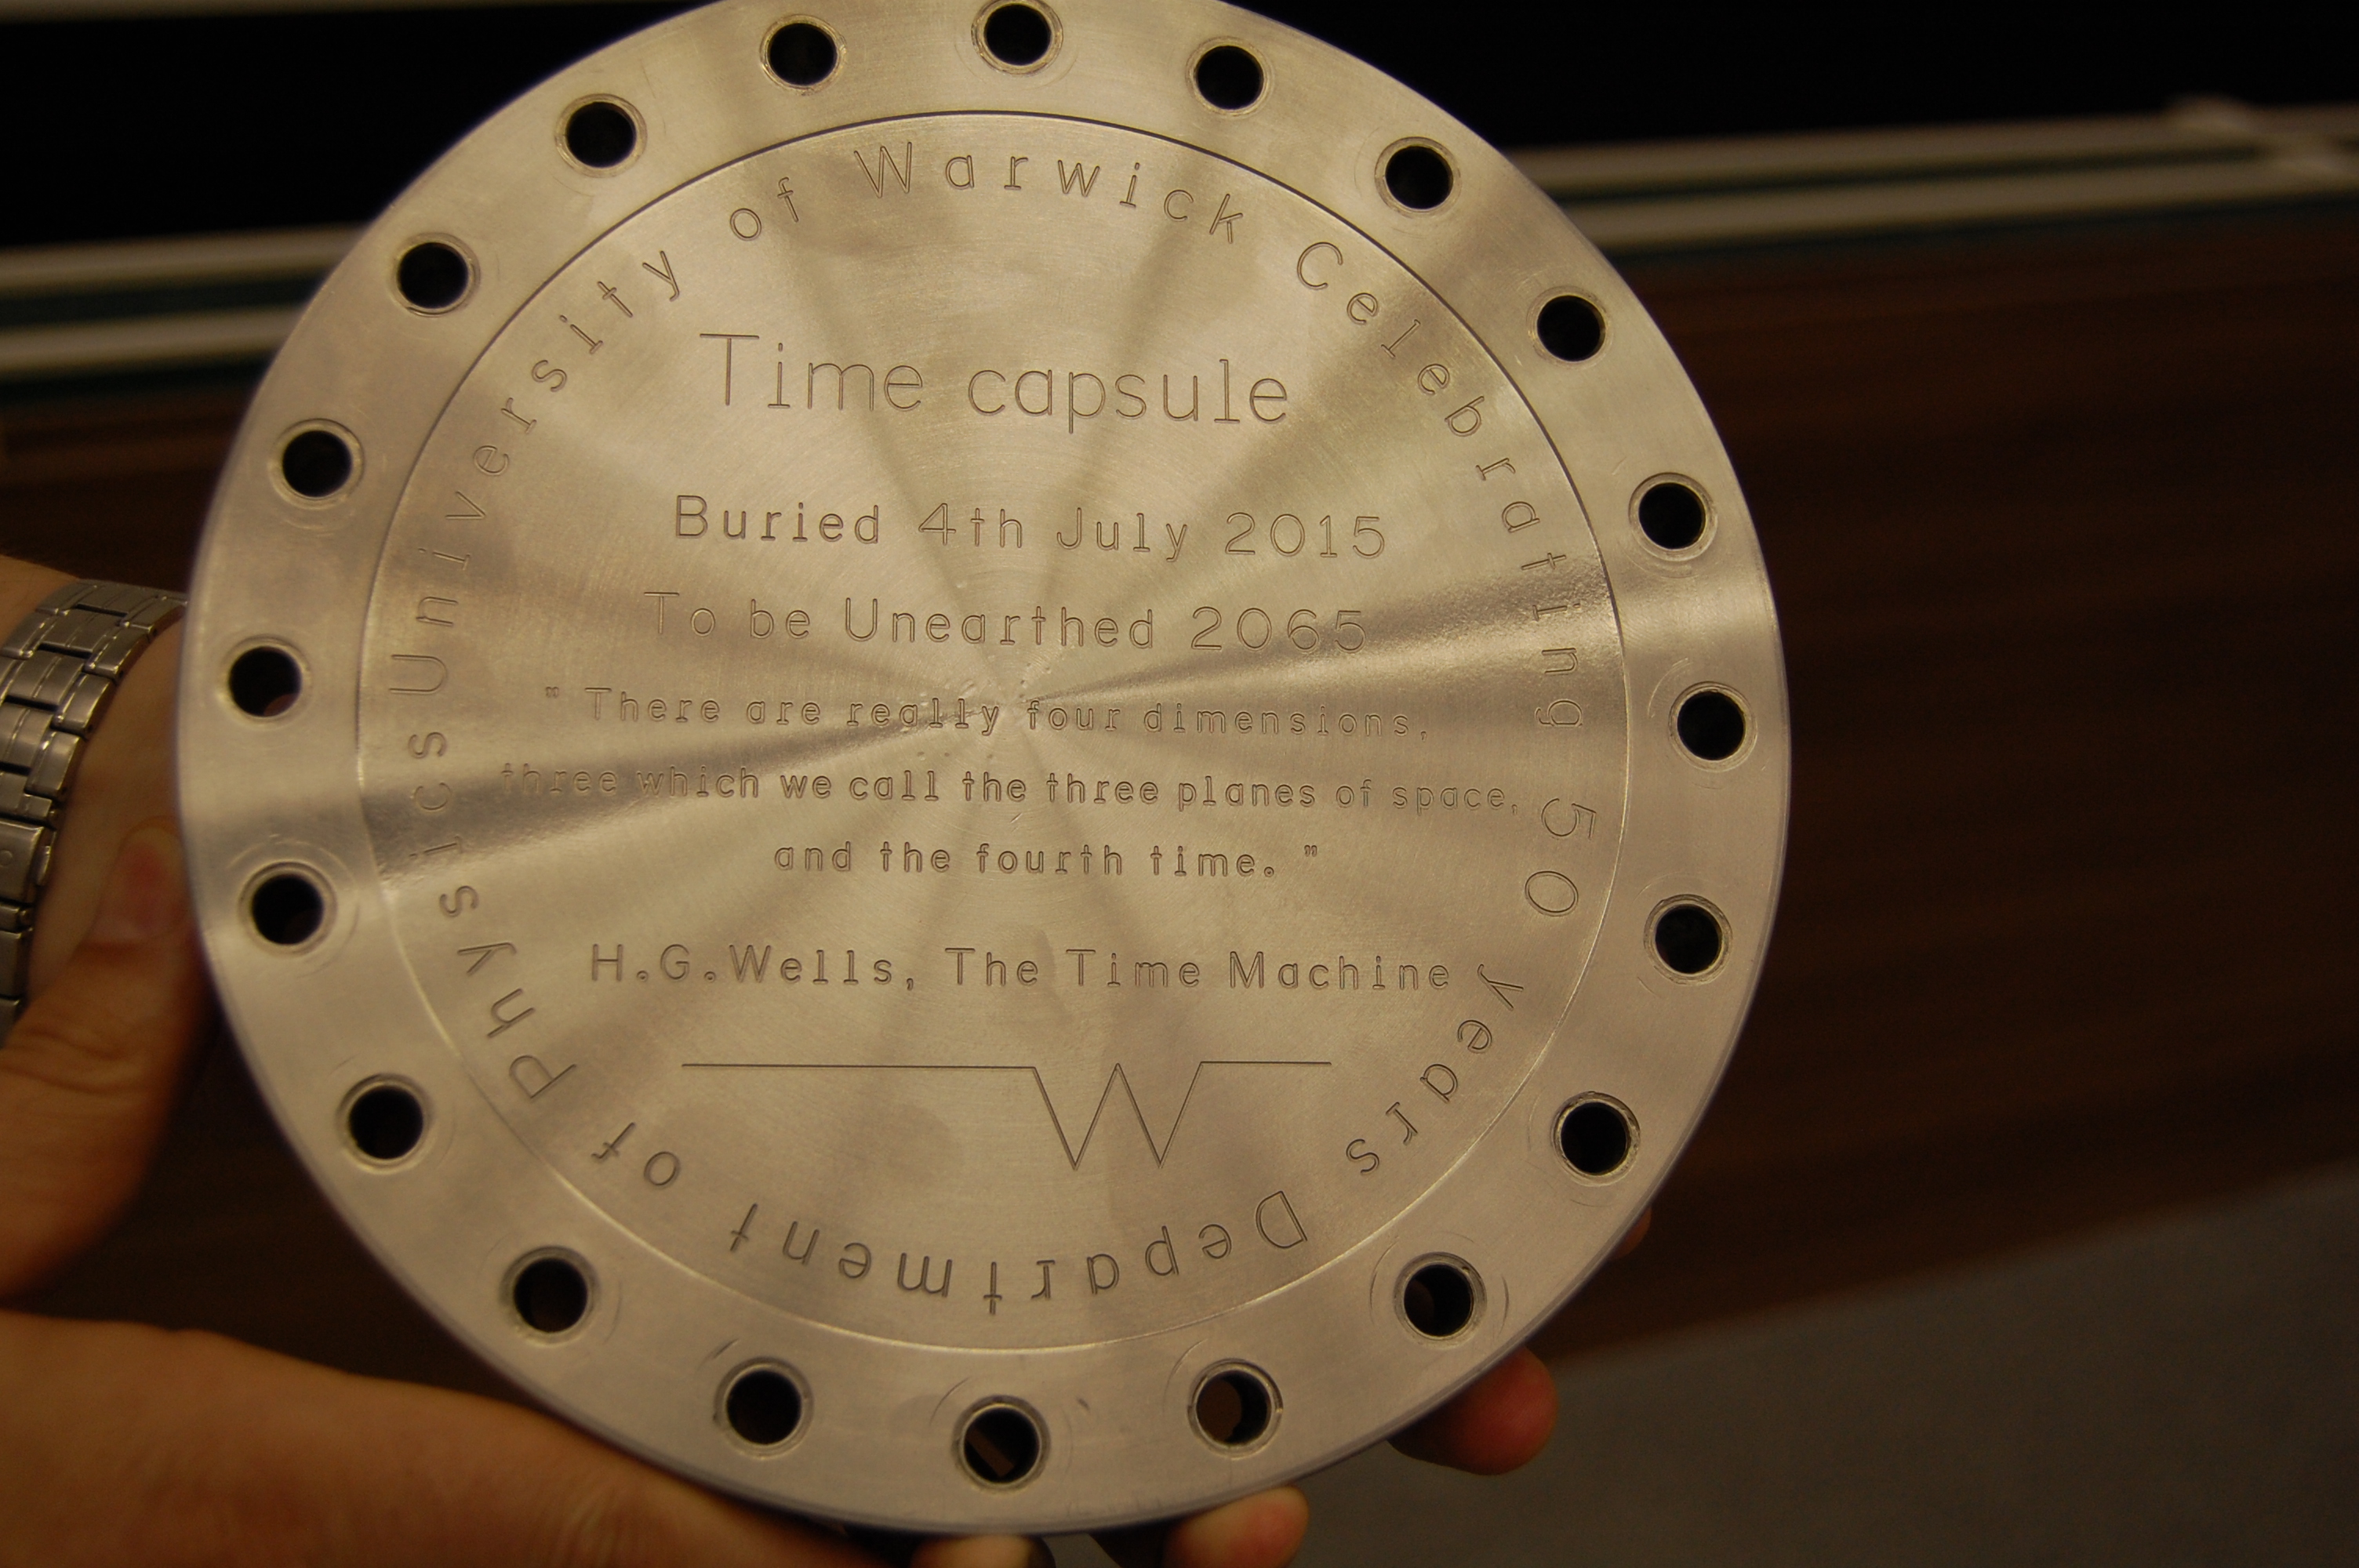 University of Warwick Celebrating 50 years Department of Physics
Time capsule
Buried 4th July 2015
To be Unearthed 2065
" There are really four dimensions,
three which we call the three planes of space,
and the fourth time. "
H.G.Wells, The Time Machine
W